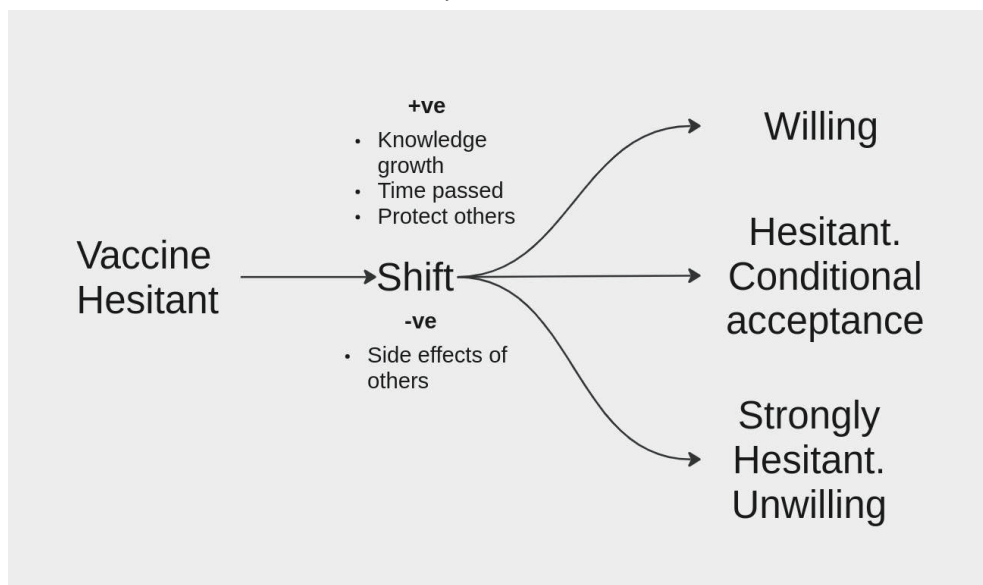 Vaccine
Hesitant
+ve
• Knowledge
growth
• Time passed
• Protect others
Shift
-ve
• Side effects of
others
Willing
Hesitant.
Conditional
acceptance
Strongly
Hesitant.
Unwilling